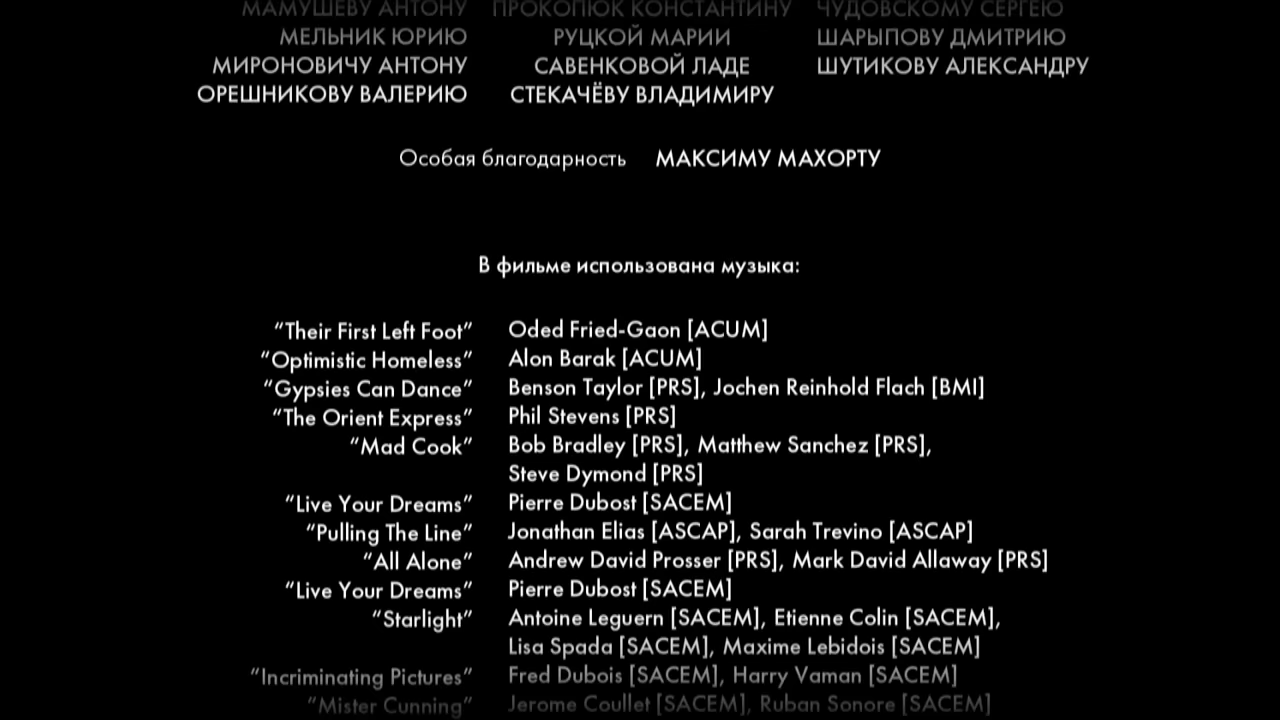 МАМУШЕВУ АНТОНУ ПРОКОПЮК КОНСТАНТИНУ ЧУДОВСКОМУ СЕРГЕЮ
МЕЛЬНИК ЮРИЮ РУЦКОЙ МАРИИ ШАРЫПОВУ ДМИТРИЮ
МИРОНОВИЧУ АНТОНУ САВЕНКОВОЙ ЛАДЕ ШУТИКОВУ АЛЕКСАНДРУ
ОРЕШНИКОВУ ВАЛЕРИЮ СТЕКАЧЁВУ ВЛАДИМИРУ
Особая благодарность МАКСИМУ МАХОРТУ
В фильме использована музыка:
“Their First Left Foot” Oded Fried-Gaon [ACUM]
“Optimistic Homeless” Alon Barak [ACUM]
“Gypsies Can Dance” Benson Taylor [PRS], Jochen Reinhold Flach [BMI]
“The Orient Express” Phil Stevens [PRS]
“Mad Cook” Bob Bradley [PRS], Matthew Sanchez [PRS],
Steve Dymond [PRS]
“Live Your Dreams” Pierre Dubost [SACEM]
“Pulling The Line” Jonathan Elias [ASCAP], Sarah Trevino [ASCAP]
“All Alone” Andrew David Prosser [PRS], Mark David Allaway [PRS]
“Live Your Dreams” Pierre Dubost [SACEM]
“Starlight” Antoine Leguern [SACEM], Etienne Colin [SACEM],
Lisa Spada [SACEM], Maxime Lebidois [SACEM]
“Incriminating Pictures” Fred Dubois [SACEM], Harry Vaman [SACEM]
“Mister Cunning” Jerome Coullet [SACEM], Ruban Sonore [SACEM]